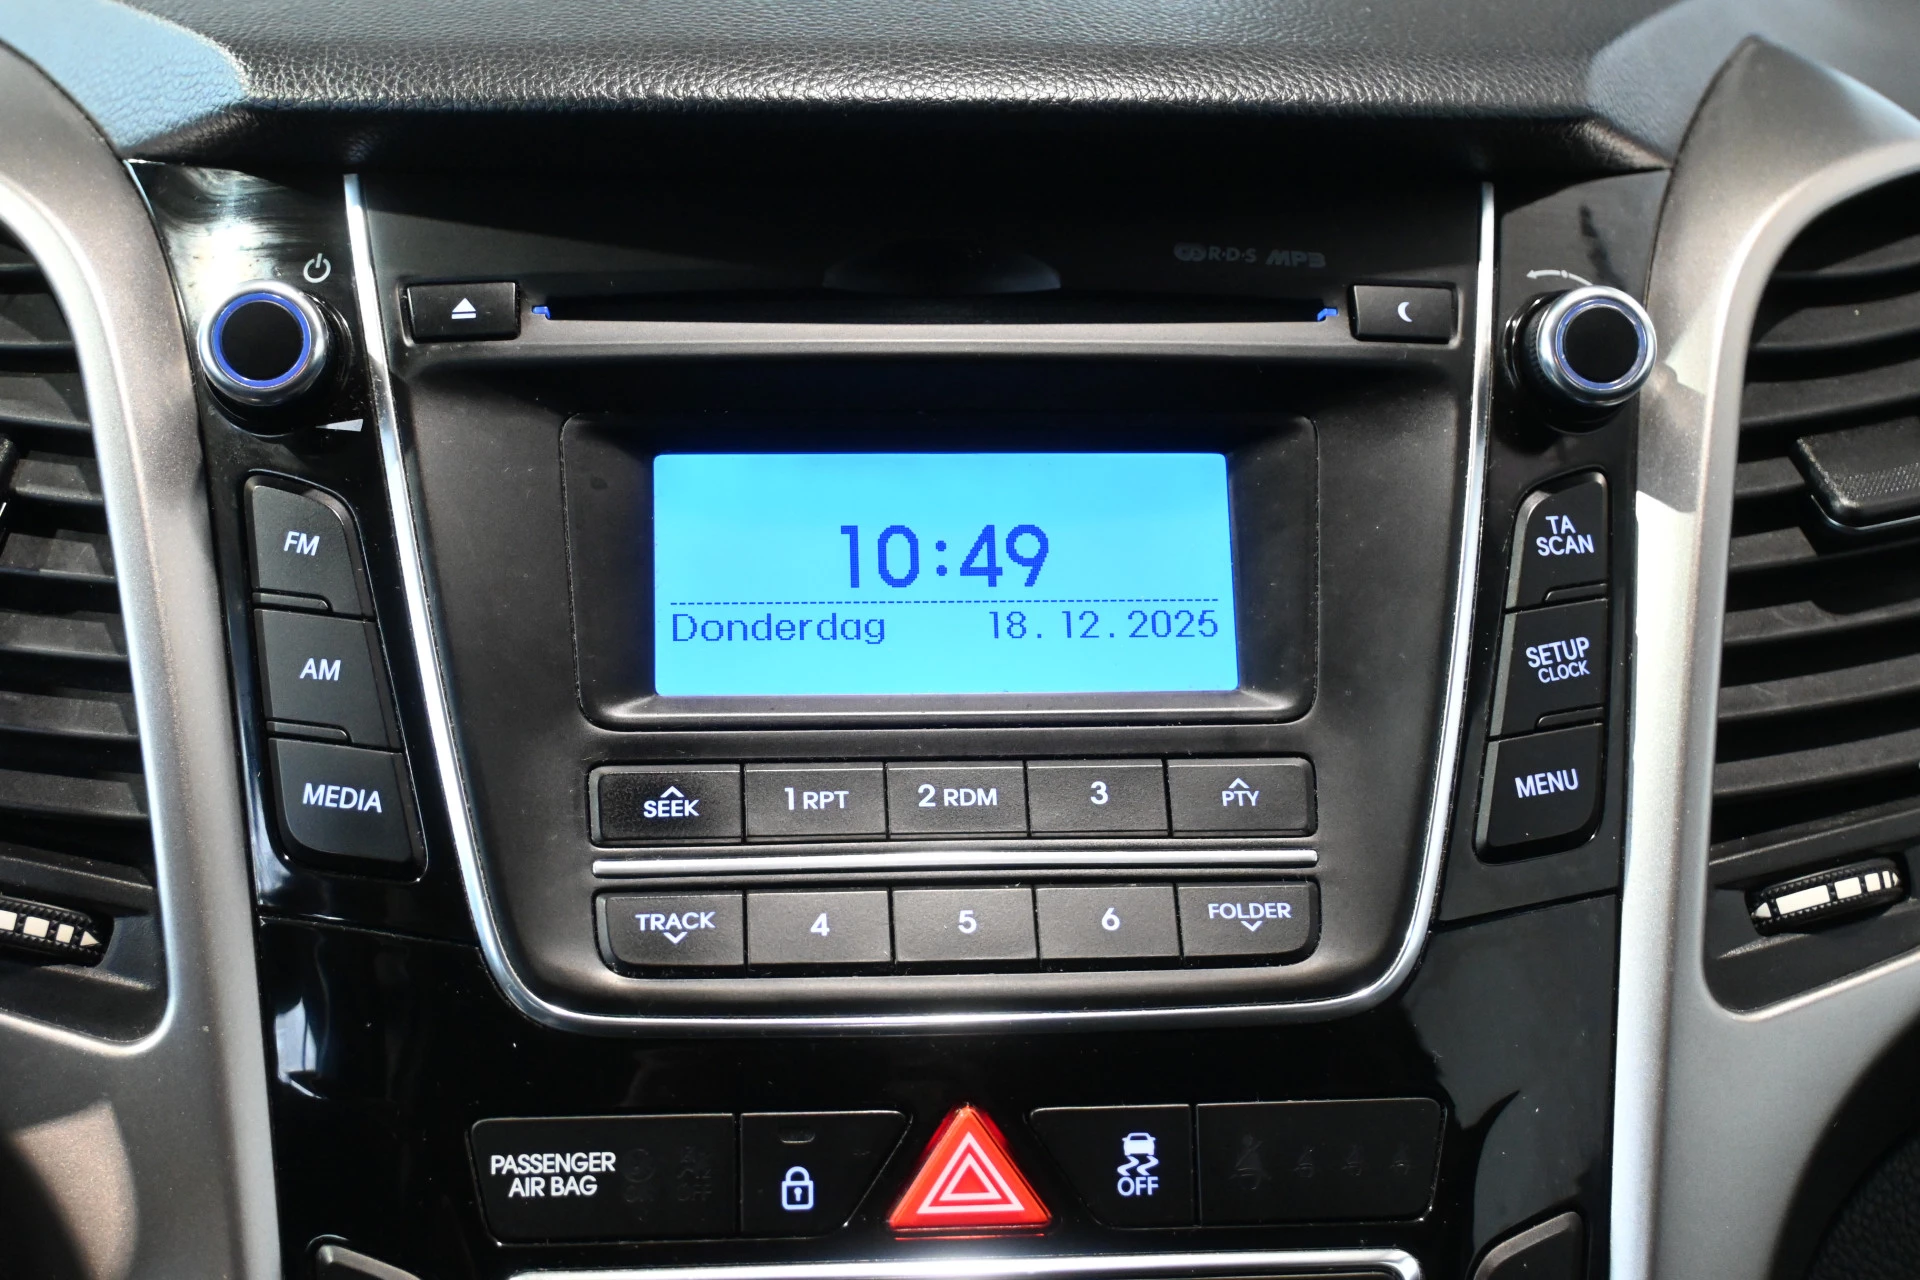 R·D·S MP3
10:49
Donderdag 18.12.2025
FM
AM
MEDIA
TA
SCAN
SETUP
CLOCK
MENU
SEEK 1 RPT 2 RDM 3 PTY
TRACK 4 5 6 FOLDER
PASSENGER
AIR BAG
OFF